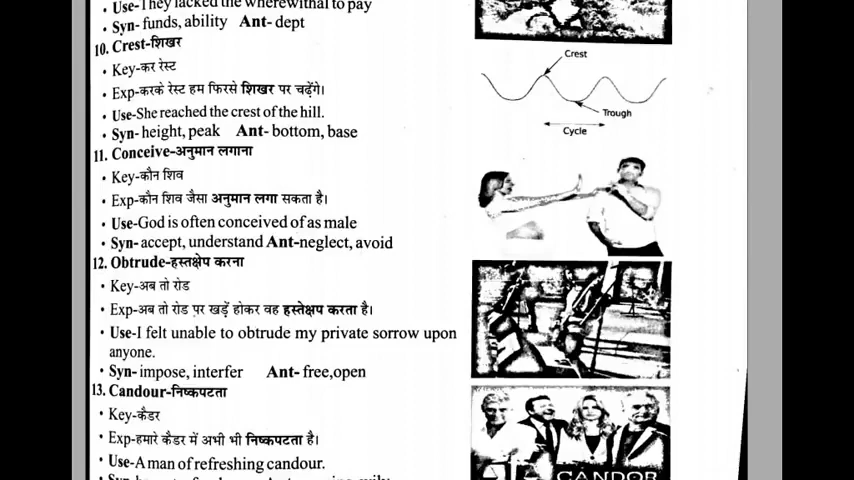 • Use-They lacked the wherewithal to pay
• Syn- funds, ability Ant- dept
10. Crest-शिखर
• Key-कर रेस्ट
• Exp-करके रेस्ट हम फिरसे शिखर पर चढ़ेंगे।
• Use-She reached the crest of the hill.
• Syn- height, peak Ant- bottom, base
Crest
Trough
Cycle
11. Conceive-अनुमान लगाना
• Key-कौन शिव
• Exp-कौन शिव जैसा अनुमान लगा सकता है।
• Use-God is often conceived of as male
• Syn- accept, understand Ant-neglect, avoid
12. Obtrude-हस्तक्षेप करना
• Key-अब तो रोड
• Exp-अब तो रोड पर खड़ें होकर वह हस्तेक्षप करता है।
• Use-I felt unable to obtrude my private sorrow upon
anyone.
• Syn- impose, interfer Ant- free,open
13. Candour-निष्कपटता
• Key-कैडर
• Exp-हमारे कैडर में अभी भी निष्कपटता है।
• Use-A man of refreshing candour.
CANDOR